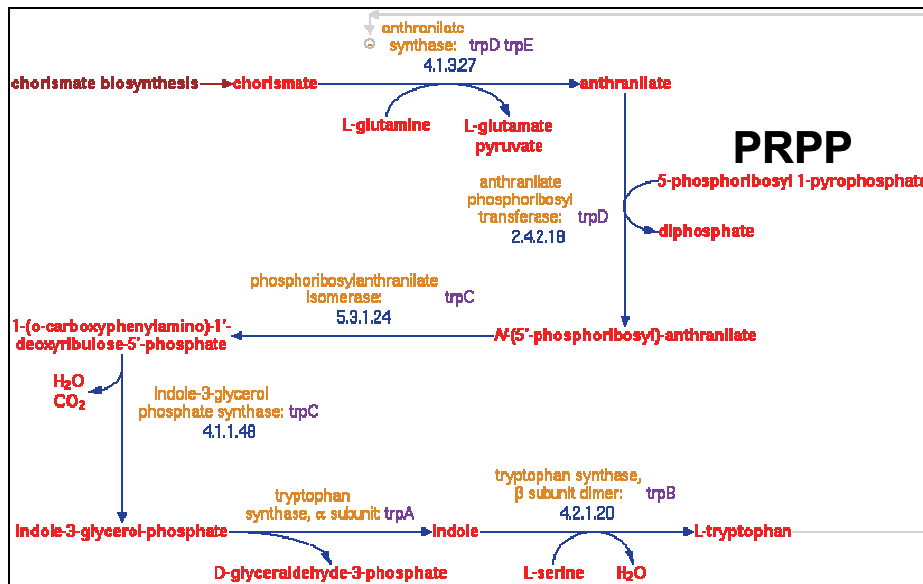 anthranilate
synthase: trpD trpE
4.1.3.27
chorismate biosynthesis chorismate anthranilate
L-glutamine L-glutamate
pyruvate
PRPP
5-phosphoribosyl 1-pyrophosphate
anthranilate
phosphoribosyl
transferase: trpD
2.4.2.18
diphosphate
phosphoribosylanthranilate
isomerase: trpC
5.3.1.24
1-(o-carboxyphenylamino)-1'-
deoxyribulose-5'-phosphate
N-(5'-phosphoribosyl)-anthranilate
H2O
CO2
indole-3-glycerol
phosphate synthase: trpC
4.1.1.48
tryptophan
synthase, α subunit trpA
tryptophan synthase,
β subunit dimer: trpB
4.2.1.20
indole-3-glycerol-phosphate indole L-tryptophan
D-glyceraldehyde-3-phosphate L-serine H2O